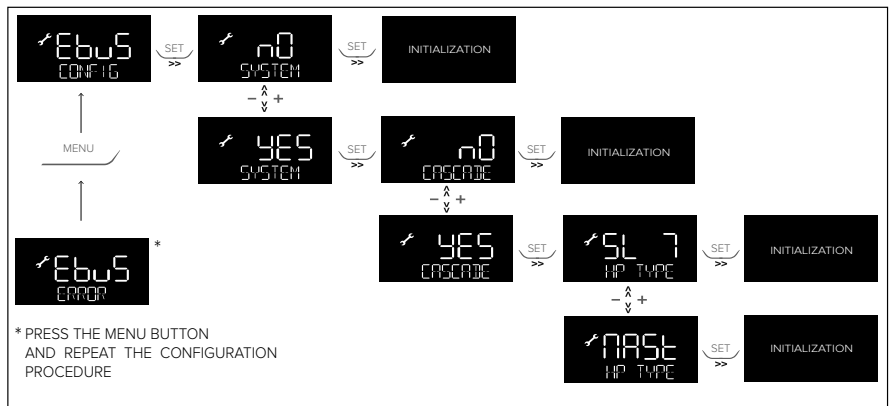 EbuS
CONFIG
SET
>>
nO
SYSTEM
SET
>>
INITIALIZATION
- +
MENU
YES
SYSTEM
SET
>>
nO
CASCADE
SET
>>
INITIALIZATION
- +
EbuS
ERROR
*
YES
CASCADE
SET
>>
SL 7
HP TYPE
SET
>>
INITIALIZATION
- +
MASt
HP TYPE
SET
>>
INITIALIZATION
* PRESS THE MENU BUTTON
AND REPEAT THE CONFIGURATION
PROCEDURE